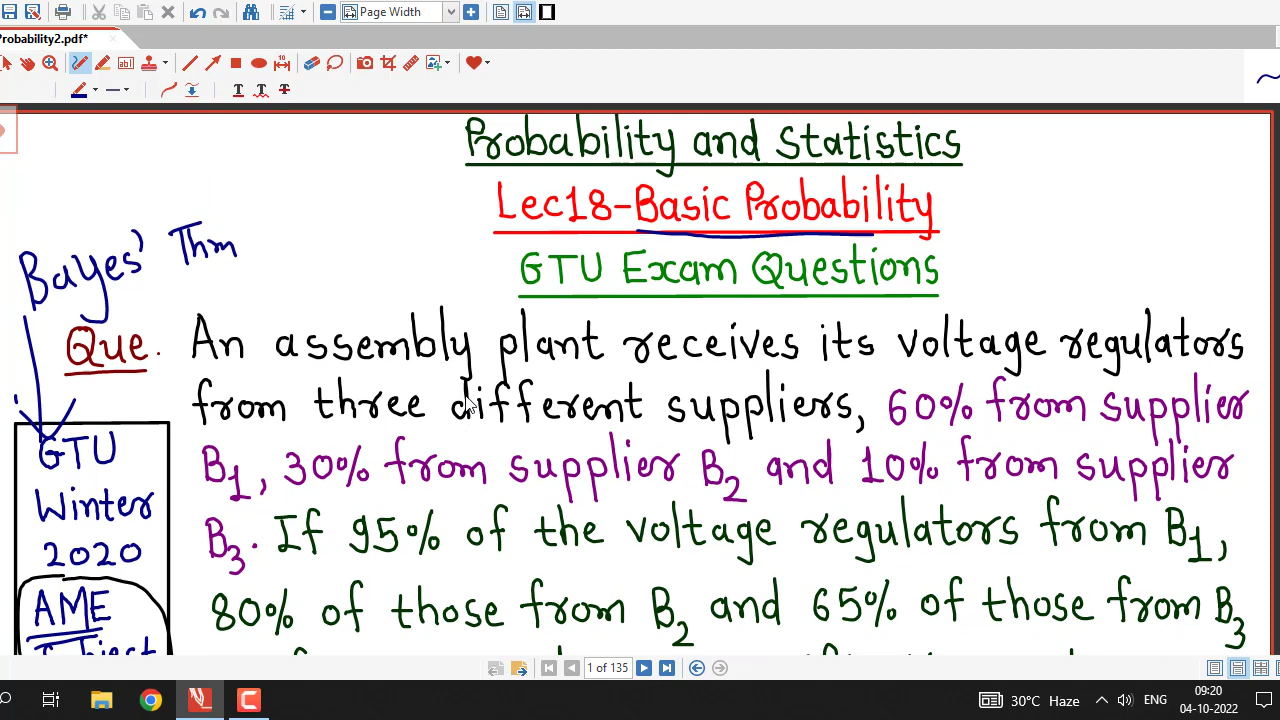 Page Width
Probability2.pdf*
Probability and Statistics
Lec18-Basic Probability
GTU Exam Questions
Bayes' Thm
Que. An assembly plant receives its voltage regulators
from three different suppliers, 60% from supplier
B1, 30% from supplier B2 and 10% from supplier
B3. If 95% of the voltage regulators from B1,
80% of those from B2 and 65% of those from B3
GTU
Winter
2020
AME
1 of 135
30°C Haze
ENG
09:20
04-10-2022